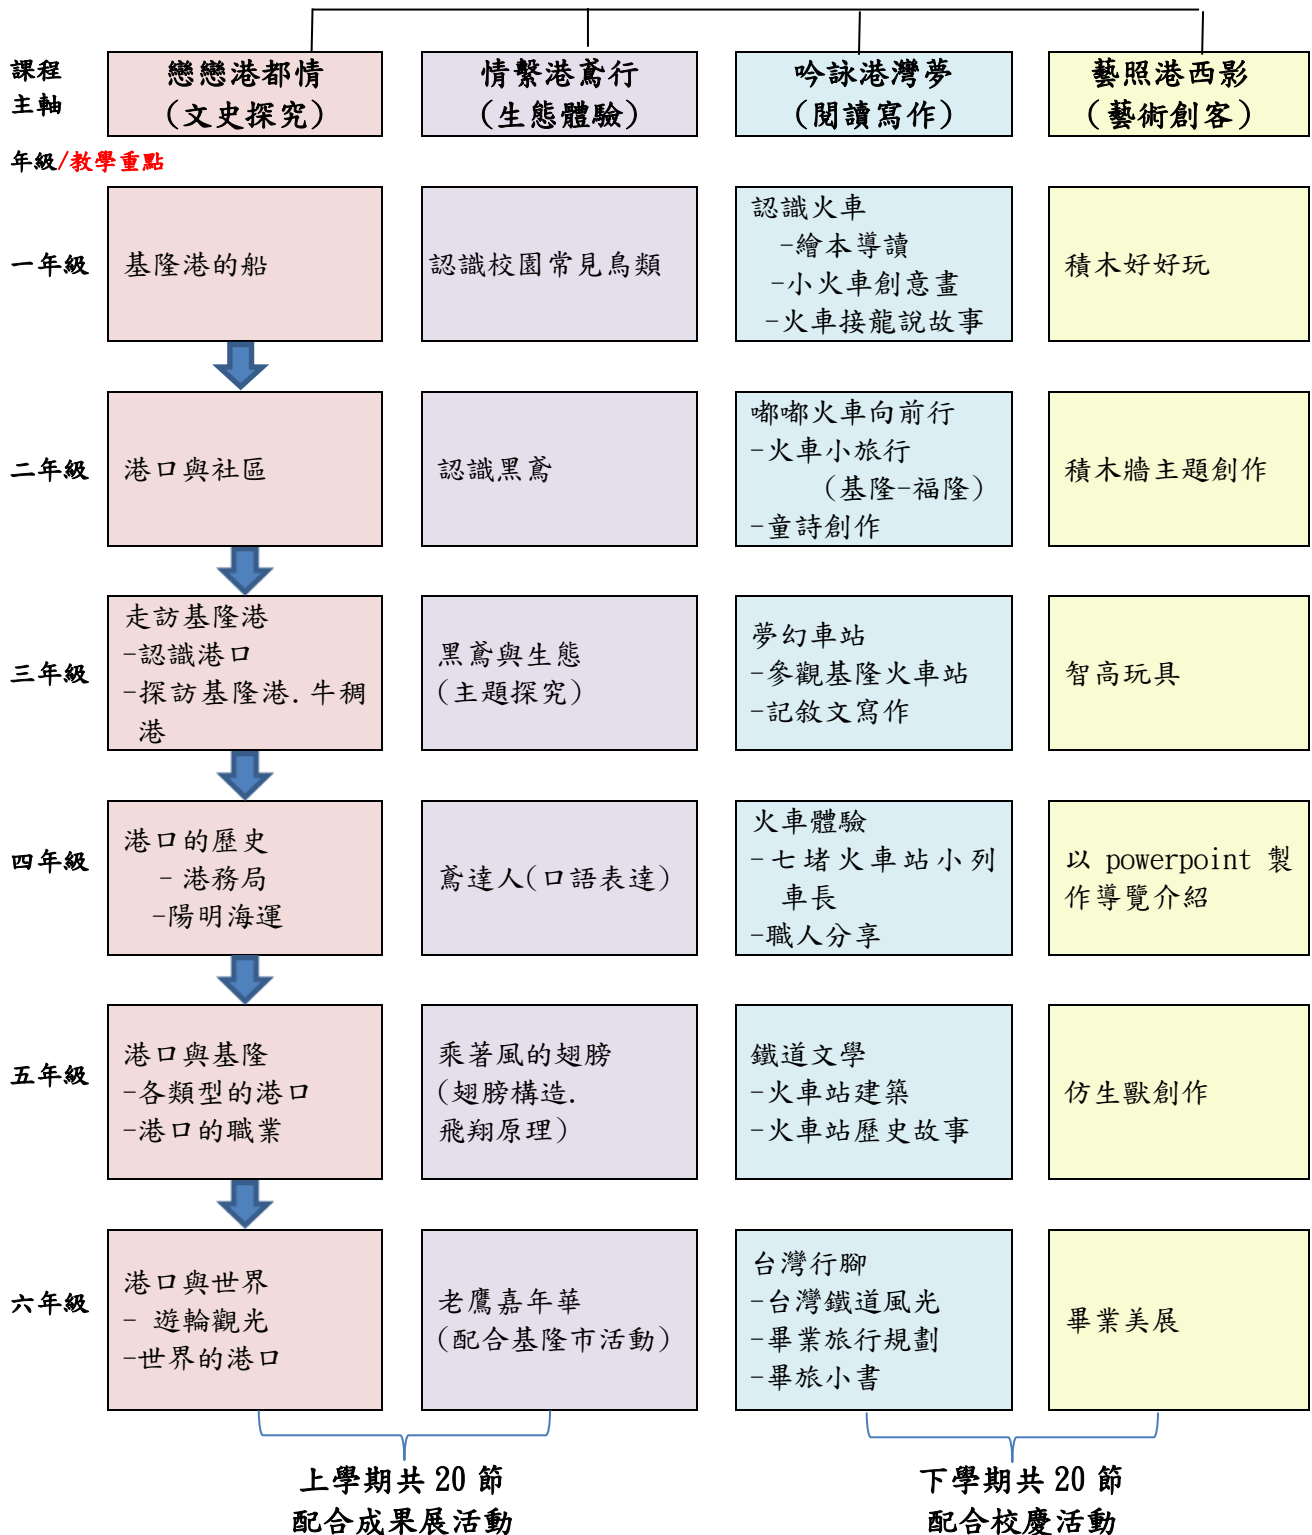 課程
主軸
戀戀港都情
(文史探究)
情繫港鳶行
(生態體驗)
吟詠港灣夢
(閱讀寫作)
藝照港西影
(藝術創客)
年級/教學重點
一年級
基隆港的船
認識校園常見鳥類
認識火車
-繪本導讀
-小火車創意畫
-火車接龍說故事
積木好好玩
二年級
港口與社區
認識黑鳶
嘟嘟火車向前行
-火車小旅行
(基隆-福隆)
-童詩創作
積木牆主題創作
三年級
走訪基隆港
-認識港口
-探訪基隆港.牛稠
港
黑鳶與生態
(主題探究)
夢幻車站
-參觀基隆火車站
-記敘文寫作
智高玩具
四年級
港口的歷史
- 港務局
-陽明海運
鳶達人(口語表達)
火車體驗
-七堵火車站小列
車長
-職人分享
以 powerpoint 製
作導覽介紹
五年級
港口與基隆
-各類型的港口
-港口的職業
乘著風的翅膀
(翅膀構造.
飛翔原理)
鐵道文學
-火車站建築
-火車站歷史故事
仿生獸創作
六年級
港口與世界
- 遊輪觀光
-世界的港口
老鷹嘉年華
(配合基隆市活動)
台灣行腳
-台灣鐵道風光
-畢業旅行規劃
-畢旅小書
畢業美展
上學期共 20 節
配合成果展活動
下學期共 20 節
配合校慶活動